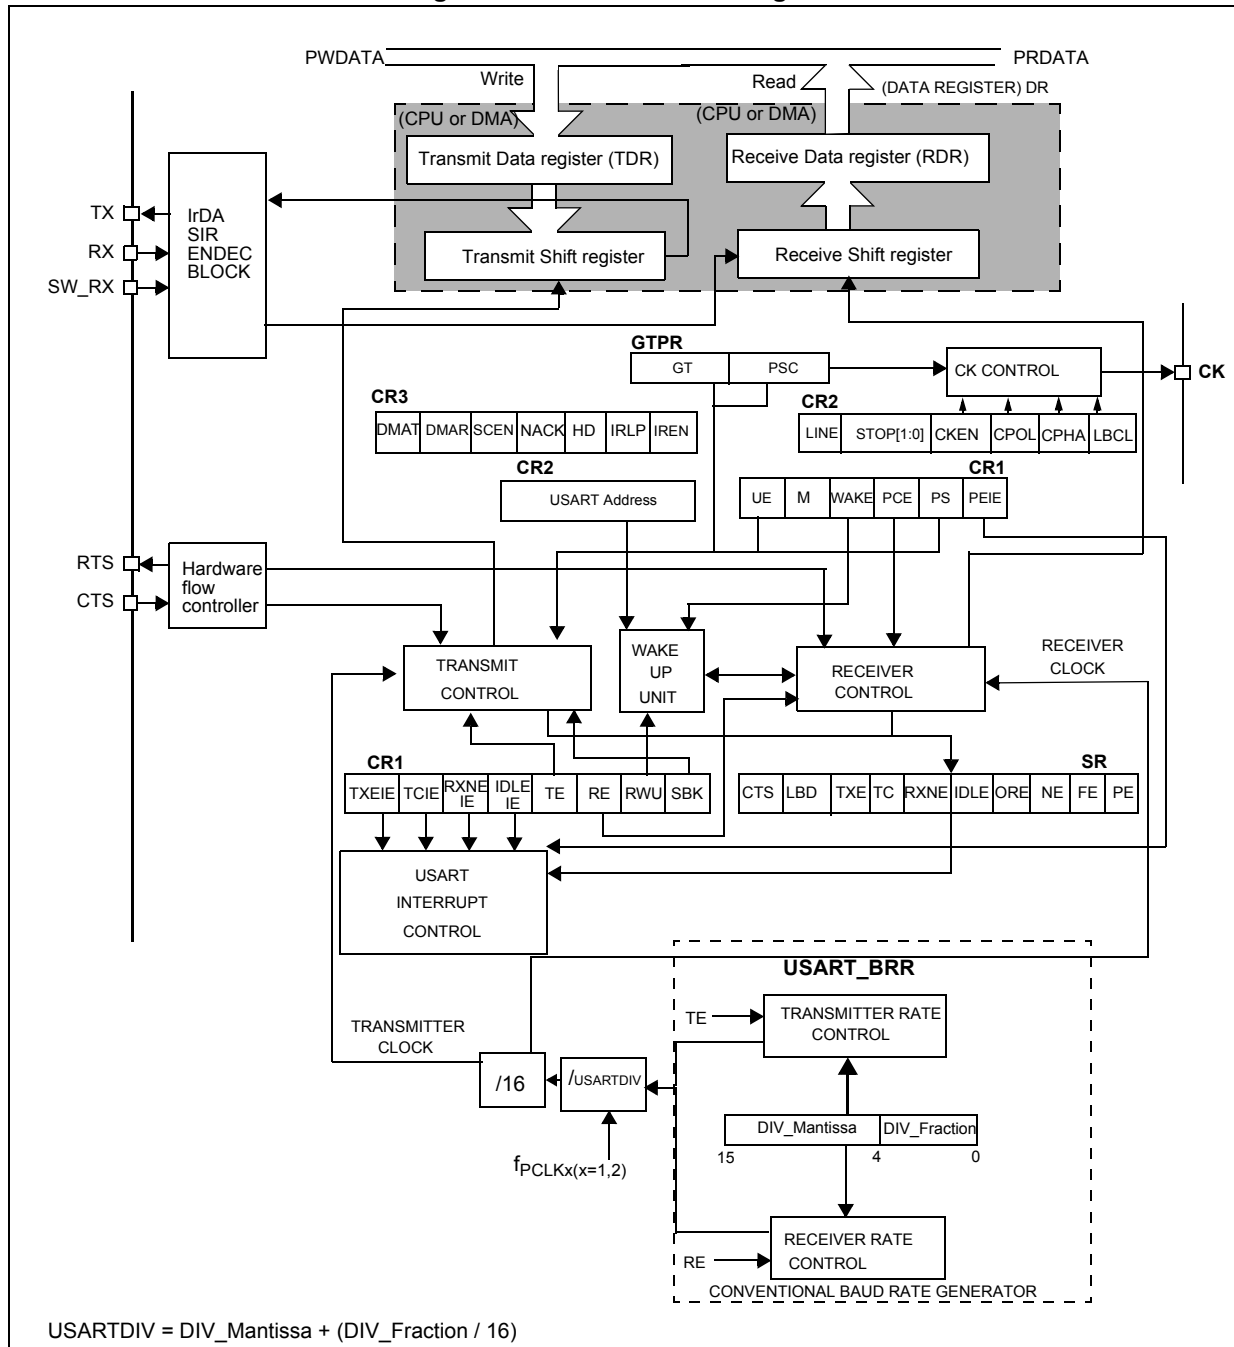 PWDATA
PRDATA
Write
Read
(DATA REGISTER) DR
(CPU or DMA)
(CPU or DMA)
Transmit Data register (TDR)
Receive Data register (RDR)
TX
RX
SW_RX
IrDA
SIR
ENDEC
BLOCK
Transmit Shift register
Receive Shift register
GTPR
GT
PSC
CK CONTROL
CK
CR3
DMAT
DMAR
SCEN
NACK
HD
IRLP
IREN
CR2
LINE
STOP[1:0]
CKEN
CPOL
CPHA
LBCL
CR2
USART Address
CR1
UE
M
WAKE
PCE
PS
PEIE
RTS
CTS
Hardware
flow
controller
TRANSMIT
CONTROL
WAKE
UP
UNIT
RECEIVER
CONTROL
RECEIVER
CLOCK
CR1
TXEIE
TCIE
RXNE
IE
IDLE
IE
TE
RE
RWU
SBK
SR
CTS
LBD
TXE
TC
RXNE
IDLE
ORE
NE
FE
PE
USART
INTERRUPT
CONTROL
USART_BRR
TE
TRANSMITTER RATE
CONTROL
TRANSMITTER
CLOCK
/16
/USARTDIV
fPCLKx(x=1,2)
DIV_Mantissa
DIV_Fraction
15
4
0
RE
RECEIVER RATE
CONTROL
CONVENTIONAL BAUD RATE GENERATOR
USARTDIV = DIV_Mantissa + (DIV_Fraction / 16)